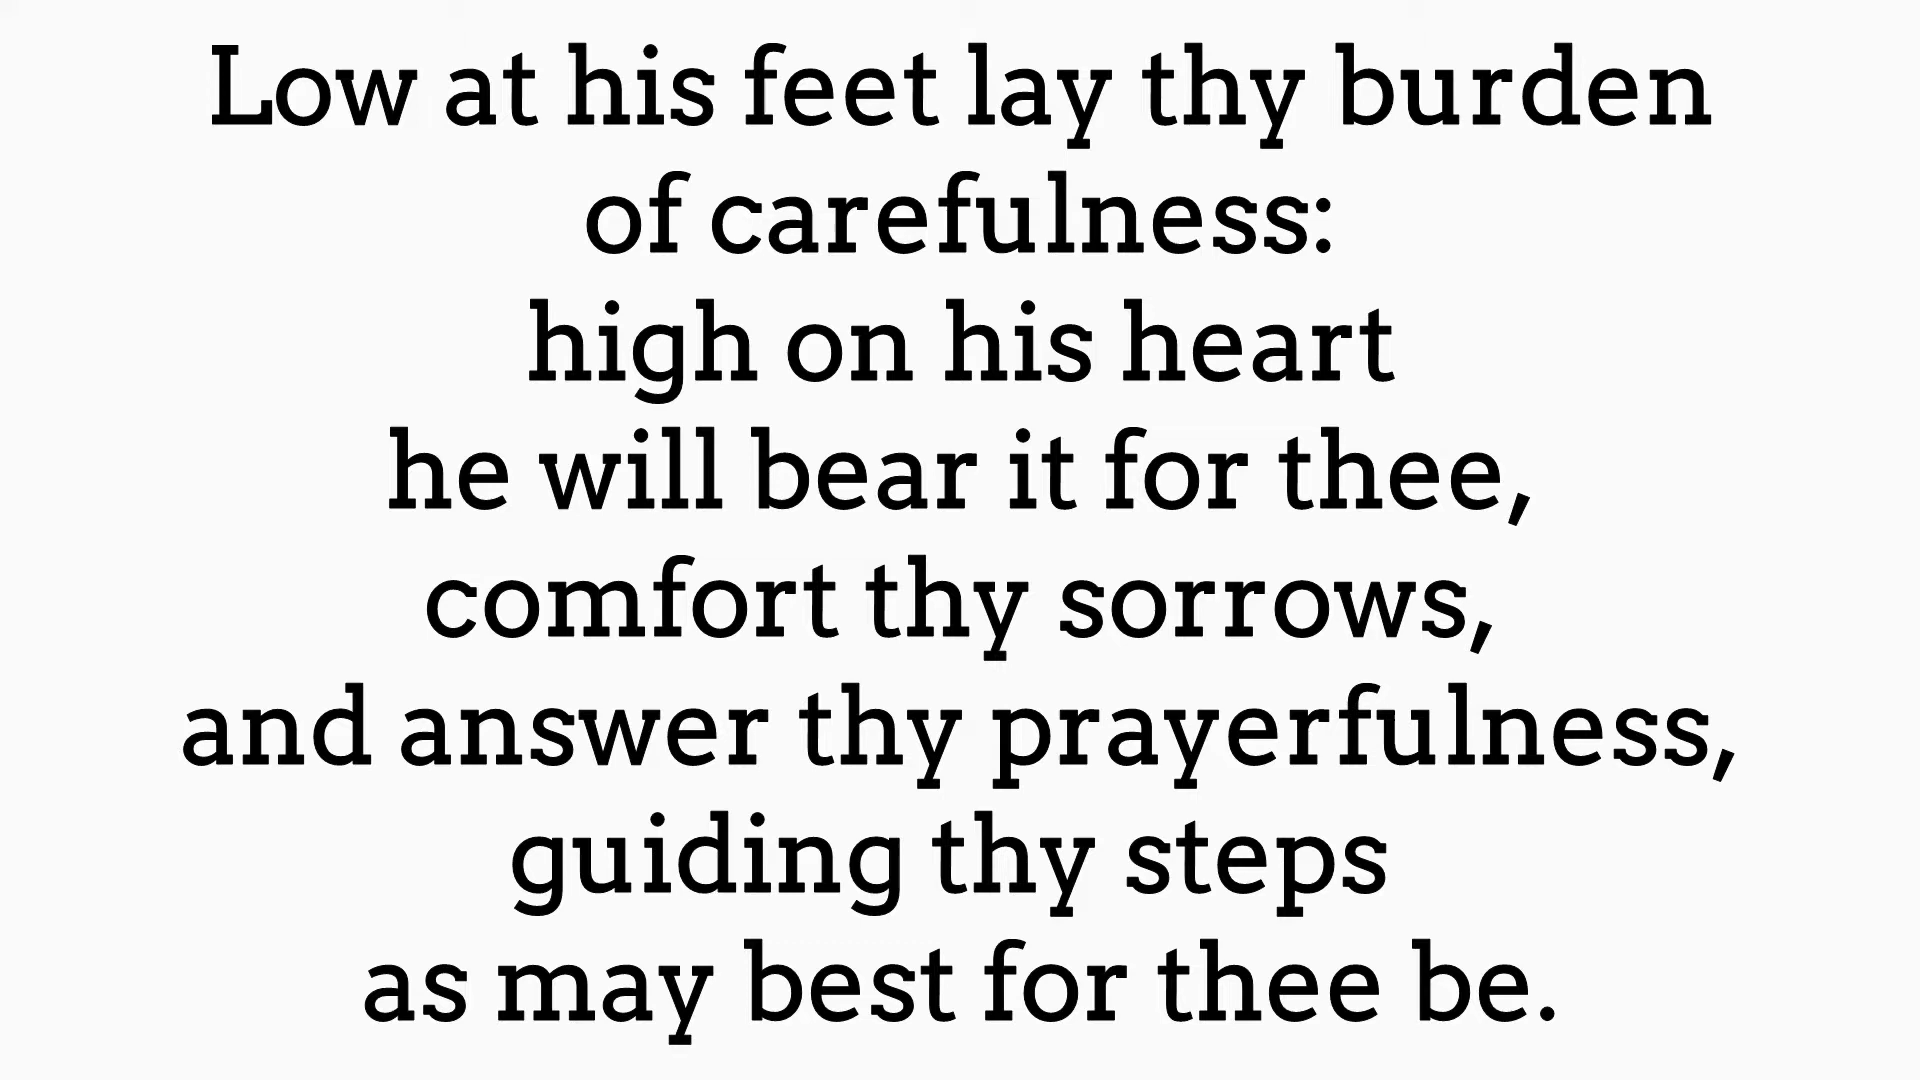 Low at his feet lay thy burden
of carefulness:
high on his heart
he will bear it for thee,
comfort thy sorrows,
and answer thy prayerfulness,
guiding thy steps
as may best for thee be.